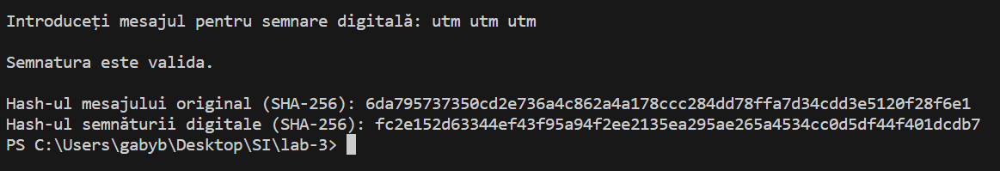 Introduceți mesajul pentru semnare digitală: utm utm utm
Semnatura este valida.
Hash-ul mesajului original (SHA-256): 6da795737350cd2e736a4c862a4a178ccc284dd78ffa7d34cdd3e5120f28f6e1
Hash-ul semnăturii digitale (SHA-256): fc2e152d63344ef43f95a94f2ee2135ea295ae265a4534cc0d5df44f401dcdb7
PS C:\Users\gabyb\Desktop\SI\lab-3>